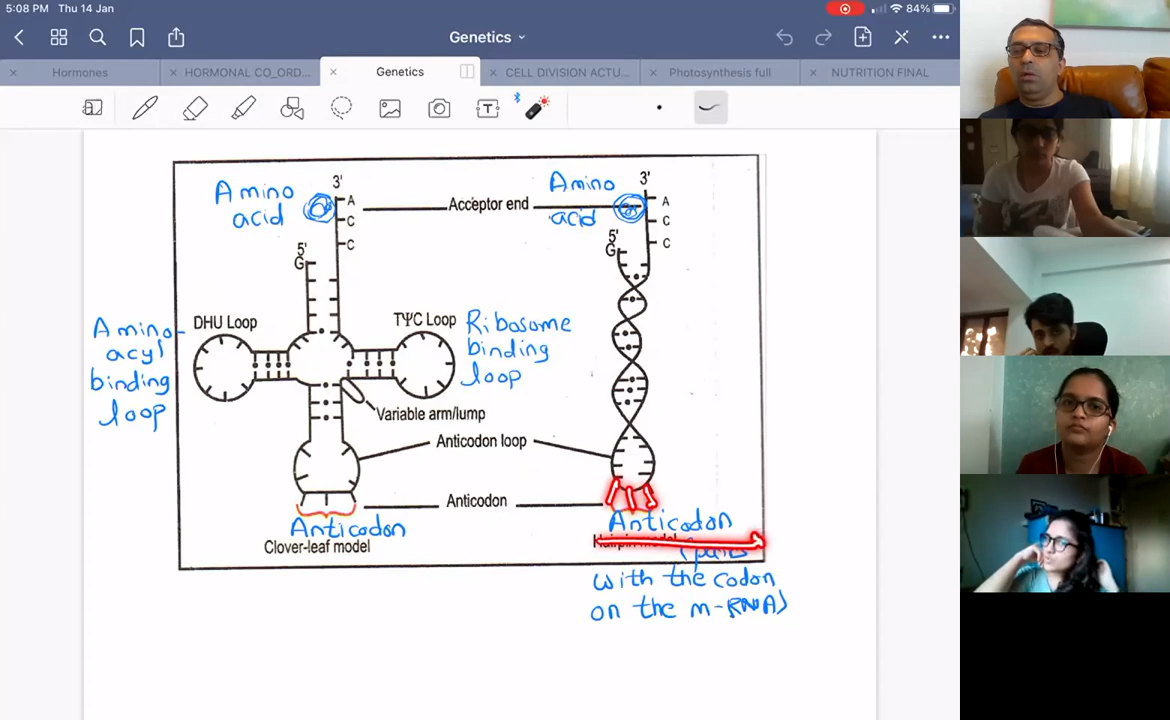 5:08 PM Thu 14 Jan
84%
Genetics
Hormones
HORMONAL CO_ORD...
Genetics
CELL DIVISION ACTU...
Photosynthesis full
NUTRITION FINAL
Amino acid
3'
A
C
C
5'
G
Acceptor end
Amino acid
3'
A
C
C
5'
G
Amino-
acyl
binding
loop
DHU Loop
TΨC Loop
Ribosome
binding
loop
Variable arm/lump
Anticodon loop
Anticodon
Anticodon
Clover-leaf model
Anticodon
Hairpin model
(pairs
with the codon
on the m-RNA)